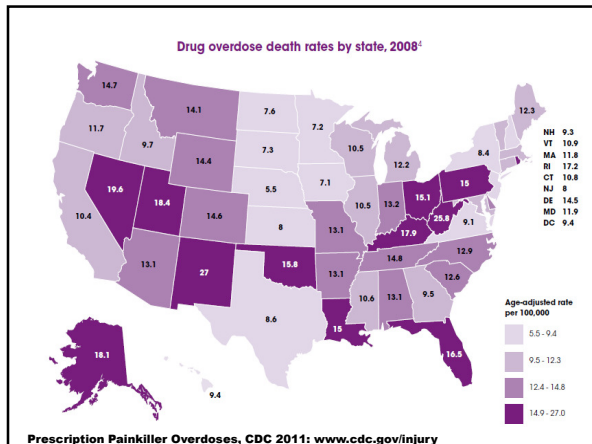 Drug overdose death rates by state, 2008⁴
14.7
14.1
7.6
7.2
12.3
11.7
9.7
14.4
7.3
10.5
12.2
8.4
NH 9.3
VT 10.9
MA 11.8
RI 17.2
CT 10.8
NJ 8
DE 14.5
MD 11.9
DC 9.4
19.6
18.4
5.5
7.1
15
10.4
14.6
8
10.5
13.2
15.1
25.8
9.1
13.1
17.9
13.1
27
15.8
13.1
14.8
12.9
12.6
8.6
15
10.6
13.1
9.5
16.5
18.1
9.4
Age-adjusted rate
per 100,000
5.5 - 9.4
9.5 - 12.3
12.4 - 14.8
14.9 - 27.0
Prescription Painkiller Overdoses, CDC 2011: www.cdc.gov/injury